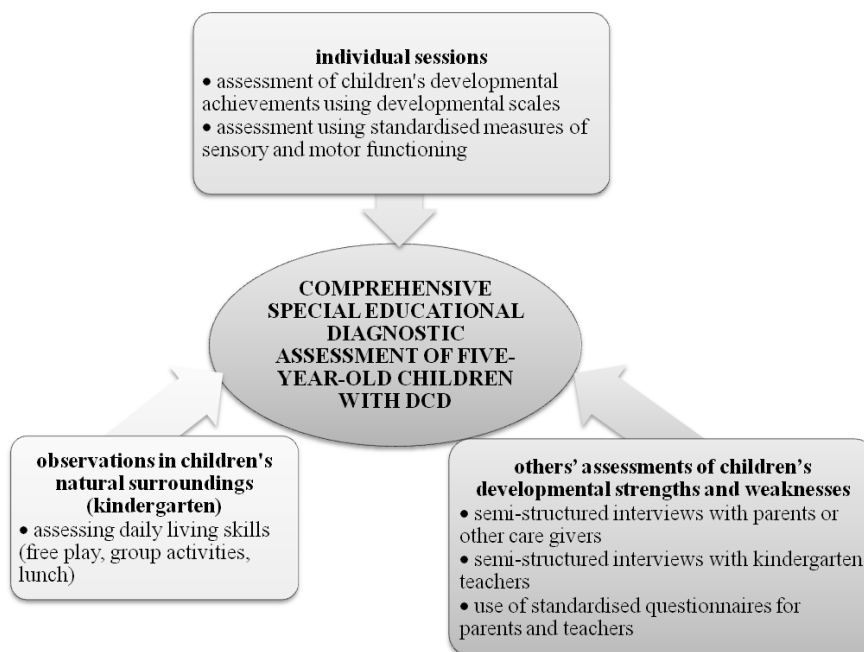 individual sessions
• assessment of children's developmental
achievements using developmental scales
• assessment using standardised measures of
sensory and motor functioning
COMPREHENSIVE
SPECIAL EDUCATIONAL
DIAGNOSTIC
ASSESSMENT OF FIVE-
YEAR-OLD CHILDREN
WITH DCD
observations in children's
natural surroundings
(kindergarten)
• assessing daily living skills
(free play, group activities,
lunch)
others’ assessments of children’s
developmental strengths and weaknesses
• semi-structured interviews with parents or
other care givers
• semi-structured interviews with kindergarten
teachers
• use of standardised questionnaires for
parents and teachers